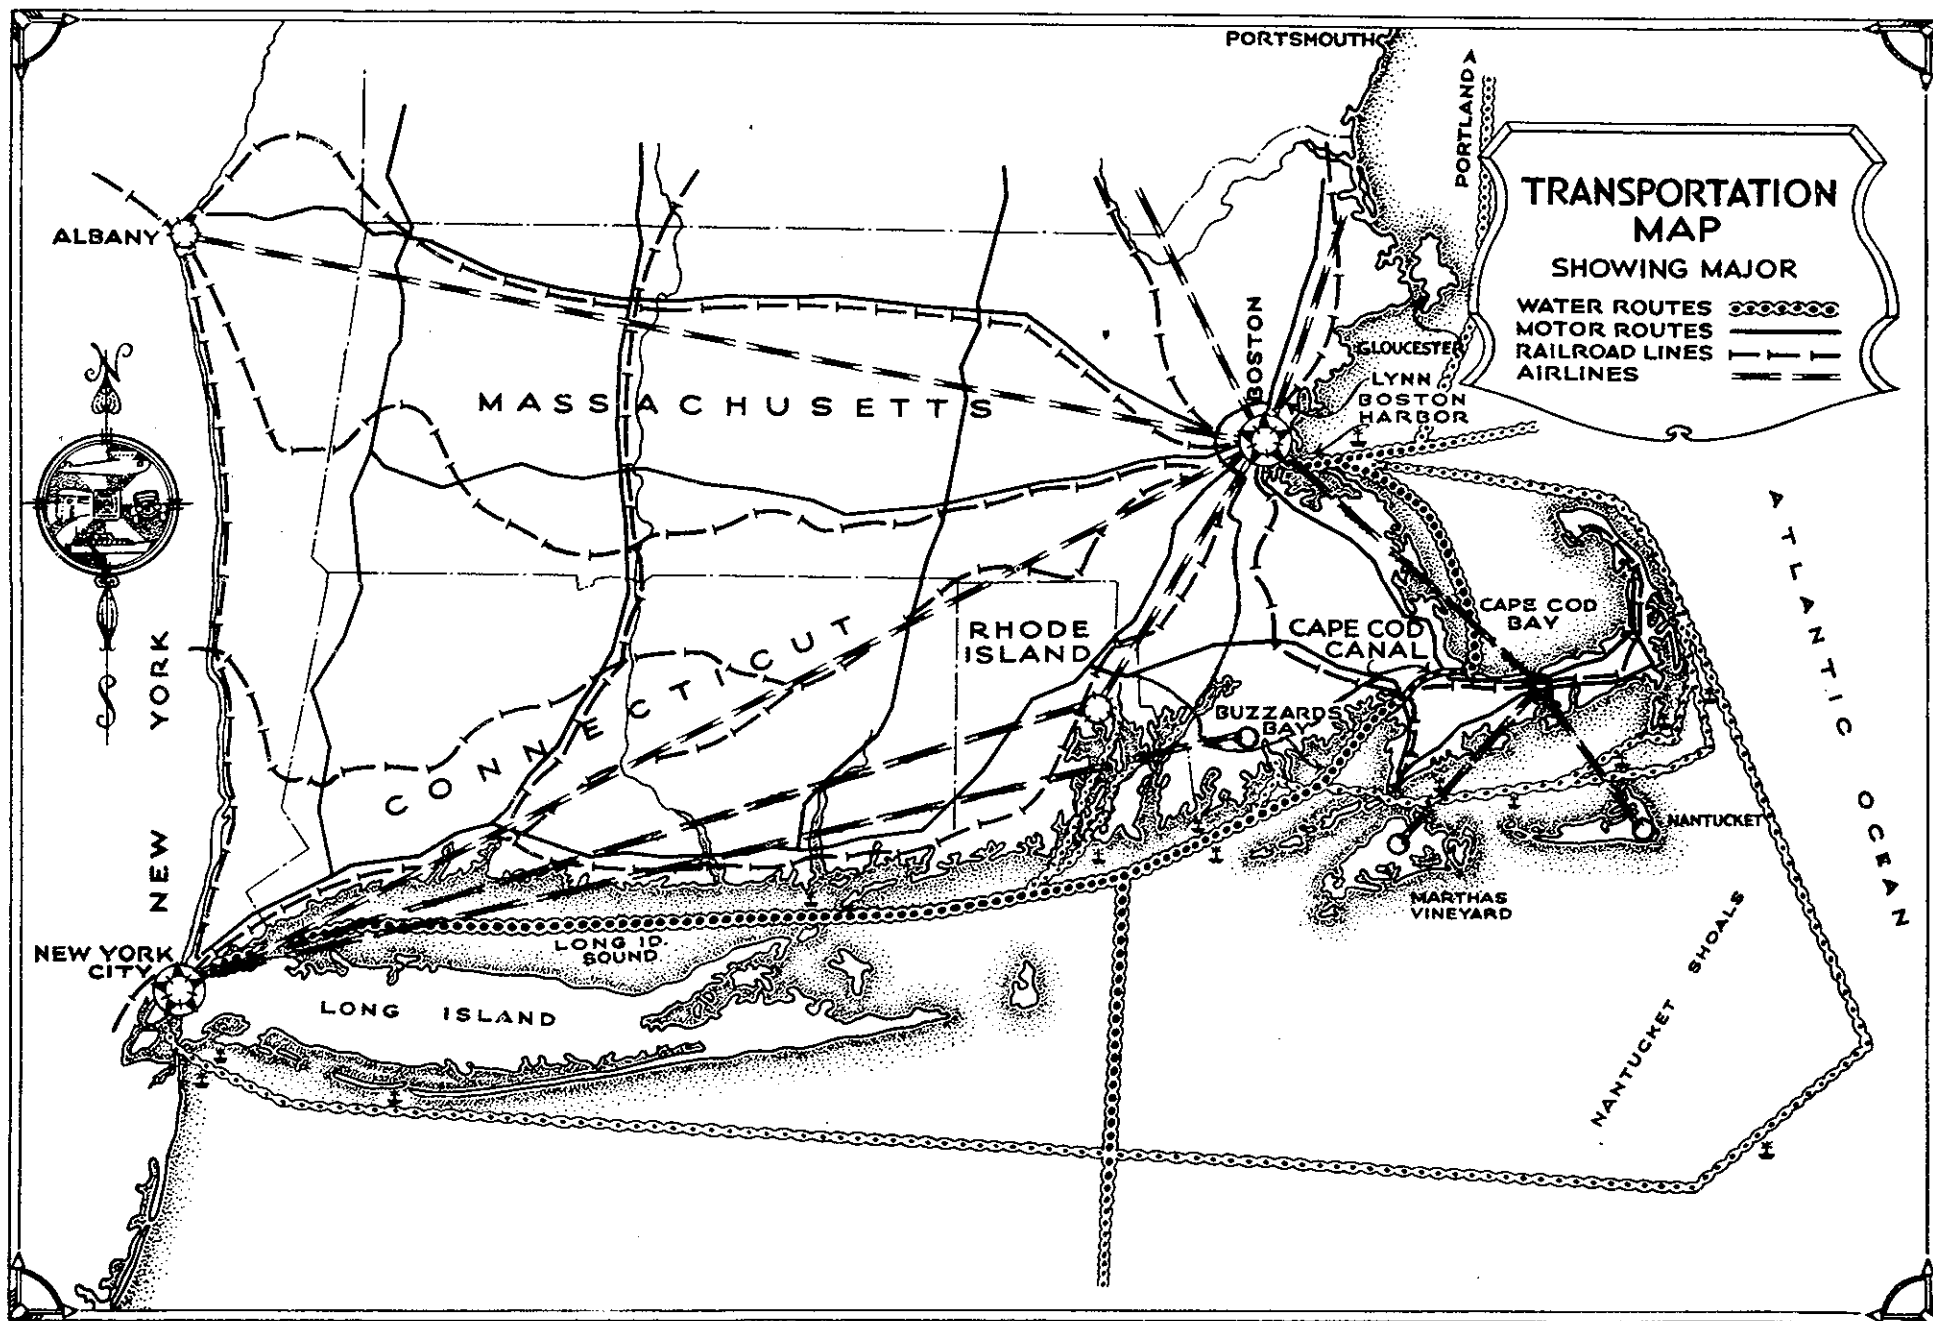 PORTSMOUTH
PORTLAND
TRANSPORTATION
MAP
SHOWING MAJOR
WATER ROUTES
MOTOR ROUTES
RAILROAD LINES
AIRLINES
ALBANY
BOSTON
GLOUCESTER
LYNN
BOSTON
HARBOR
MASSACHUSETTS
N
S
ATLANTIC OCEAN
CAPE COD
BAY
CAPE COD
CANAL
RHODE
ISLAND
CONNECTICUT
NEW YORK
BUZZARDS
BAY
NANTUCKET
MARTHAS
VINEYARD
NANTUCKET SHOALS
NEW YORK
CITY
LONG ID.
SOUND
LONG ISLAND